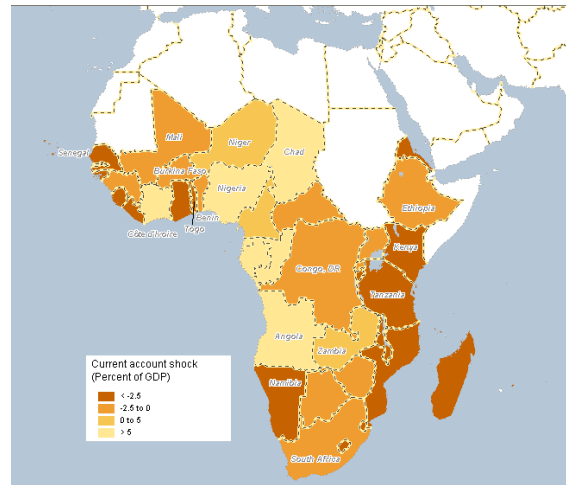 Mali
Niger
Chad
Senegal
Burkina Faso
Nigeria
Ethiopia
Benin
Togo
Côte d'Ivoire
Kenya
Congo, DR
Tanzania
Angola
Zambia
Namibia
South Africa
Current account shock
(Percent of GDP)
< -2.5
-2.5 to 0
0 to 5
> 5